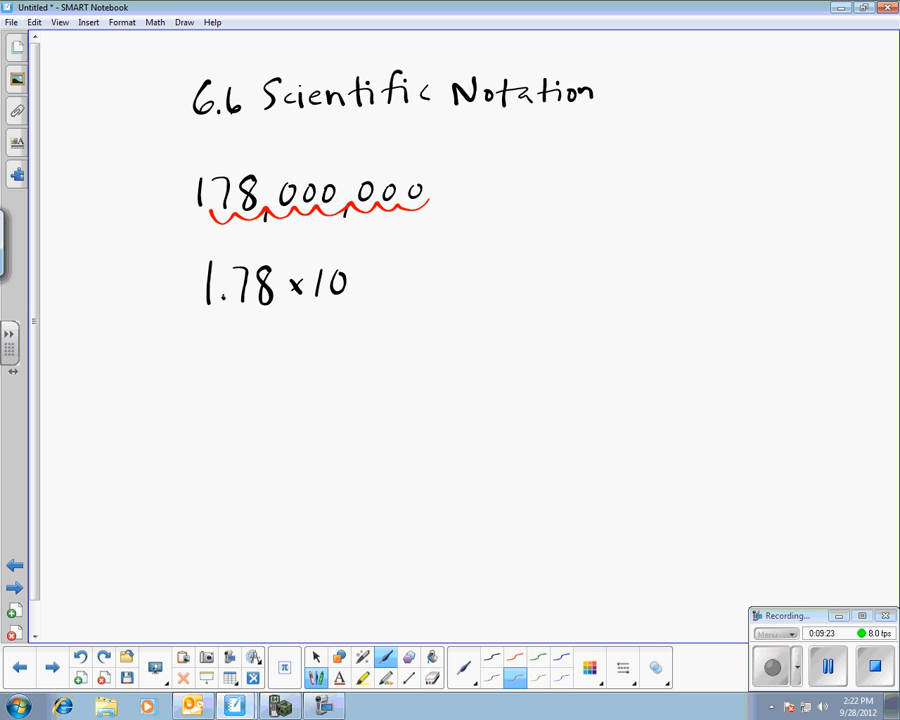 Untitled * - SMART Notebook
File Edit View Insert Format Math Draw Help
6.6 Scientific Notation
178,000,000
1.78 × 10
Recording...
Menu 0:09:23 8.0 fps
2:22 PM
9/28/2012